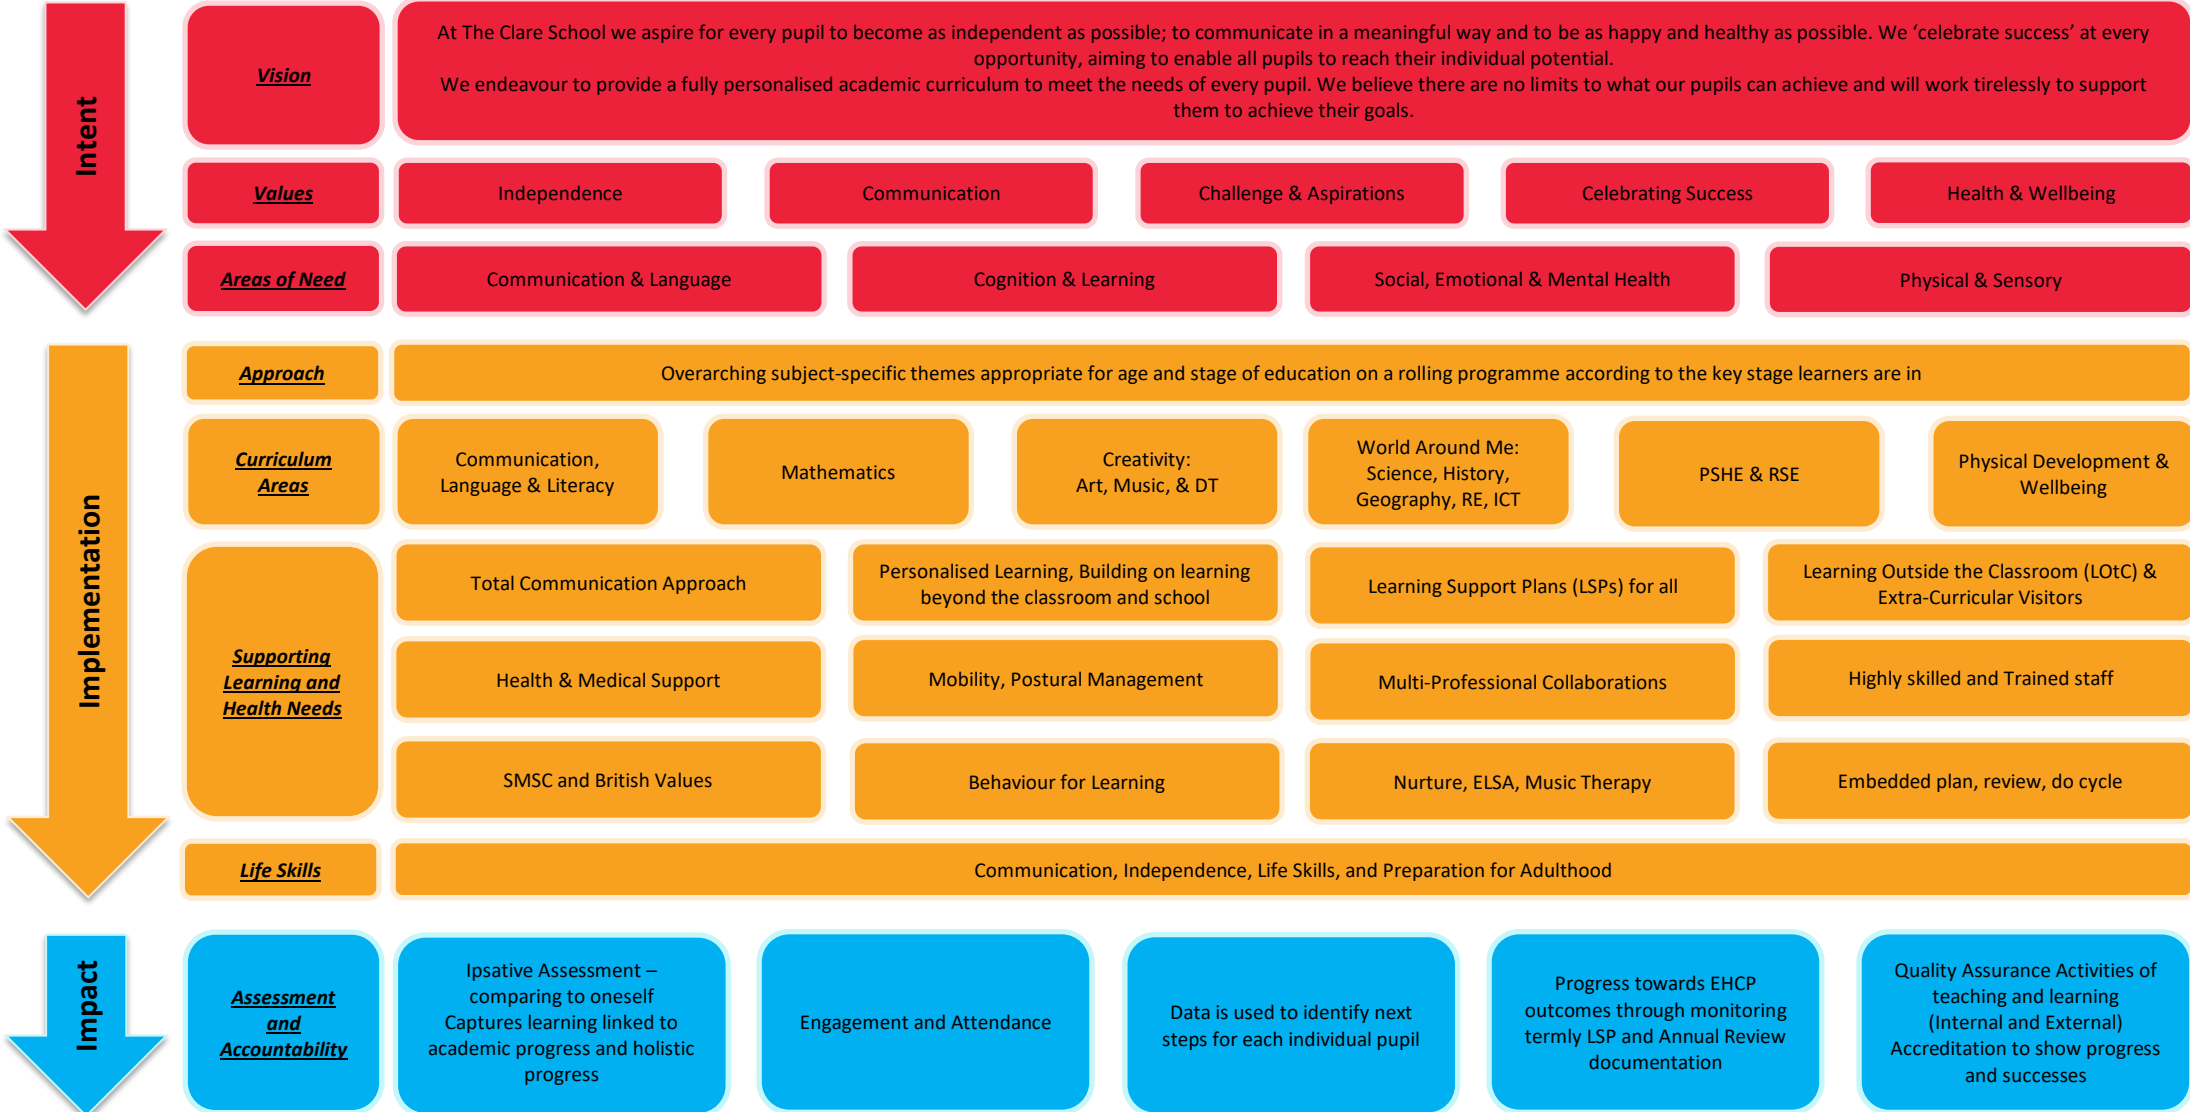 Intent
Vision
At The Clare School we aspire for every pupil to become as independent as possible; to communicate in a meaningful way and to be as happy and healthy as possible. We ‘celebrate success’ at every
opportunity, aiming to enable all pupils to reach their individual potential.
We endeavour to provide a fully personalised academic curriculum to meet the needs of every pupil. We believe there are no limits to what our pupils can achieve and will work tirelessly to support
them to achieve their goals.
Values
Independence
Communication
Challenge & Aspirations
Celebrating Success
Health & Wellbeing
Areas of Need
Communication & Language
Cognition & Learning
Social, Emotional & Mental Health
Physical & Sensory
Implementation
Approach
Overarching subject-specific themes appropriate for age and stage of education on a rolling programme according to the key stage learners are in
Curriculum
Areas
Communication,
Language & Literacy
Mathematics
Creativity:
Art, Music, & DT
World Around Me:
Science, History,
Geography, RE, ICT
PSHE & RSE
Physical Development &
Wellbeing
Supporting
Learning and
Health Needs
Total Communication Approach
Personalised Learning, Building on learning
beyond the classroom and school
Learning Support Plans (LSPs) for all
Learning Outside the Classroom (LOtC) &
Extra-Curricular Visitors
Health & Medical Support
Mobility, Postural Management
Multi-Professional Collaborations
Highly skilled and Trained staff
SMSC and British Values
Behaviour for Learning
Nurture, ELSA, Music Therapy
Embedded plan, review, do cycle
Life Skills
Communication, Independence, Life Skills, and Preparation for Adulthood
Impact
Assessment
and
Accountability
Ipsative Assessment –
comparing to oneself
Captures learning linked to
academic progress and holistic
progress
Engagement and Attendance
Data is used to identify next
steps for each individual pupil
Progress towards EHCP
outcomes through monitoring
termly LSP and Annual Review
documentation
Quality Assurance Activities of
teaching and learning
(Internal and External)
Accreditation to show progress
and successes